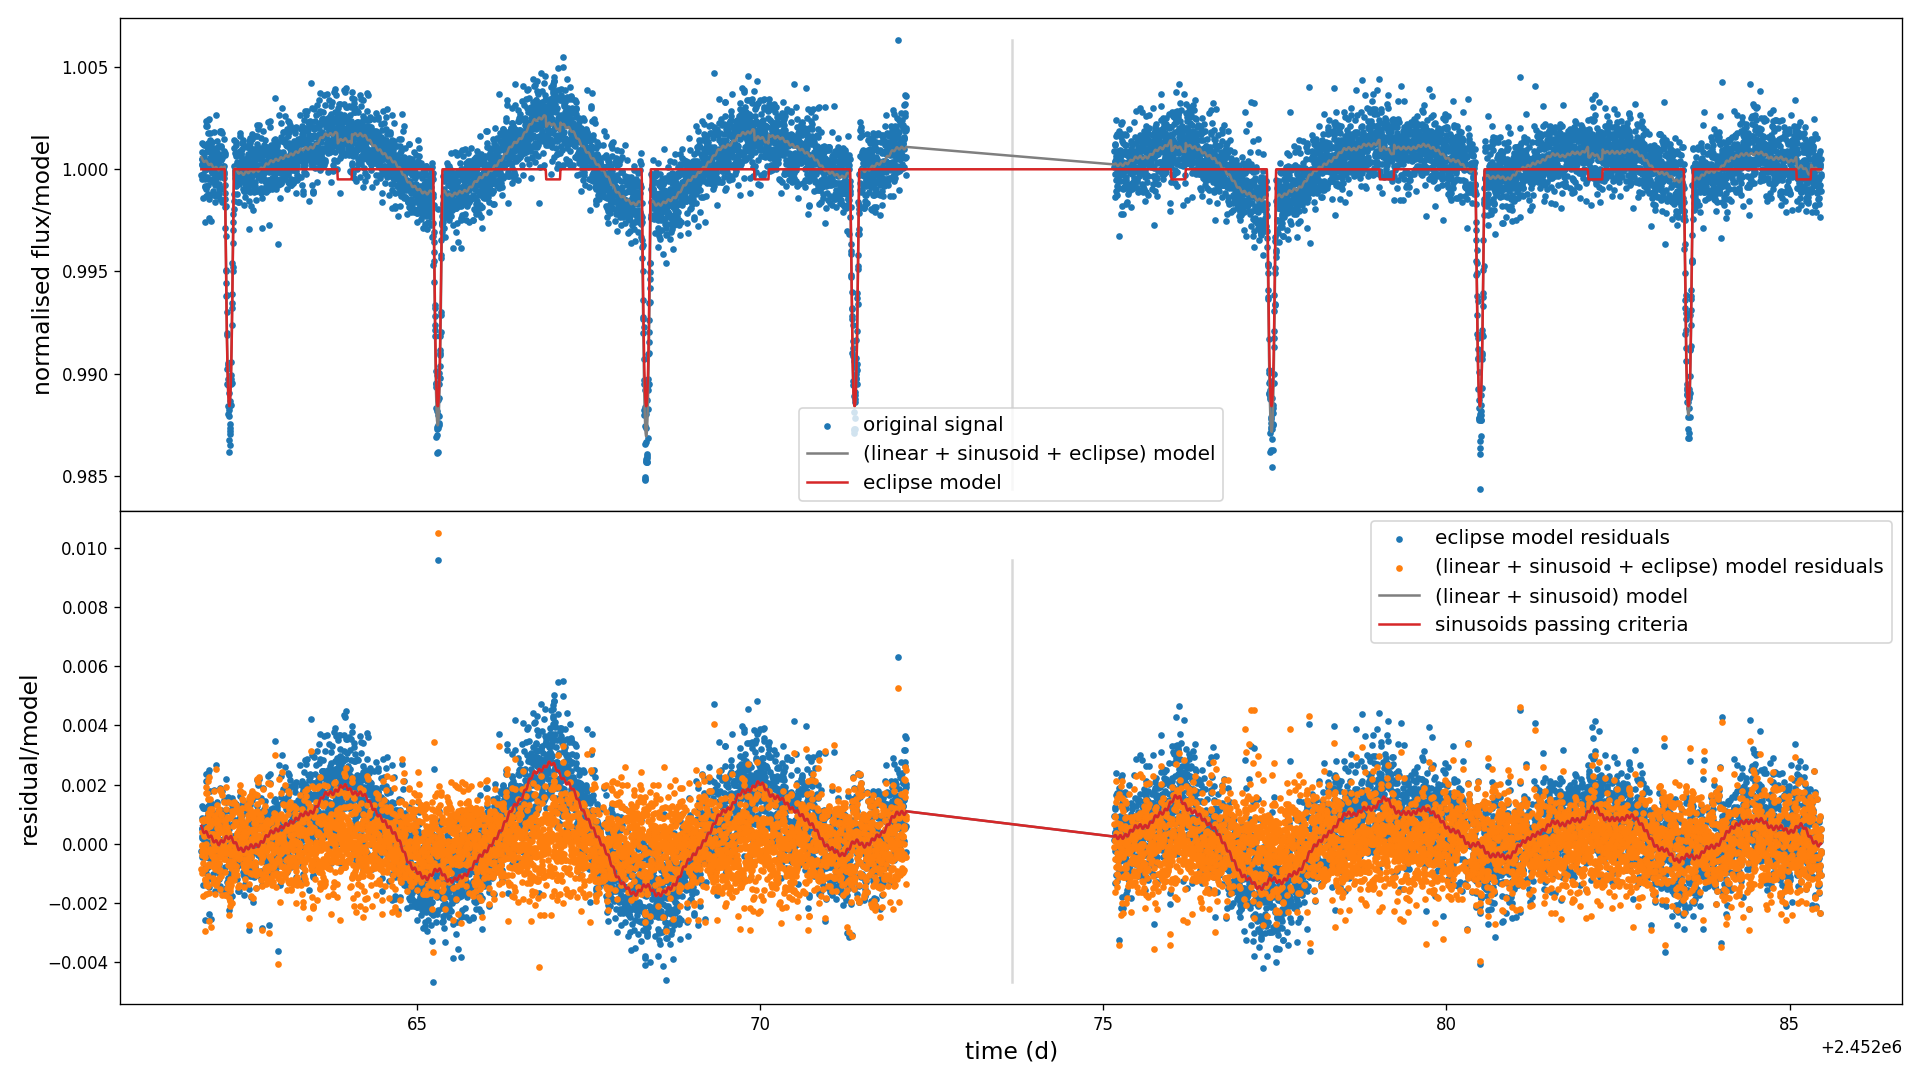 normalised flux/model
1.005
1.000
0.995
0.990
0.985
original signal
(linear + sinusoid + eclipse) model
eclipse model
residual/model
0.010
0.008
0.006
0.004
0.002
0.000
−0.002
−0.004
eclipse model residuals
(linear + sinusoid + eclipse) model residuals
(linear + sinusoid) model
sinusoids passing criteria
65
70
75
80
85
+2.452e6
time (d)